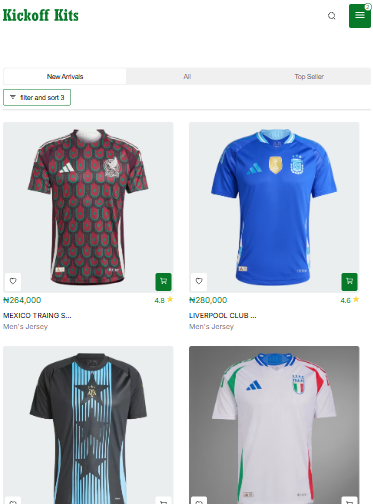 Kickoff Kits
2
New Arrivals
All
Top Seller
filter and sort 3
₦264,000
4.8
MEXICO TRAING S...
Men's Jersey
₦280,000
4.6
LIVERPOOL CLUB ...
Men's Jersey